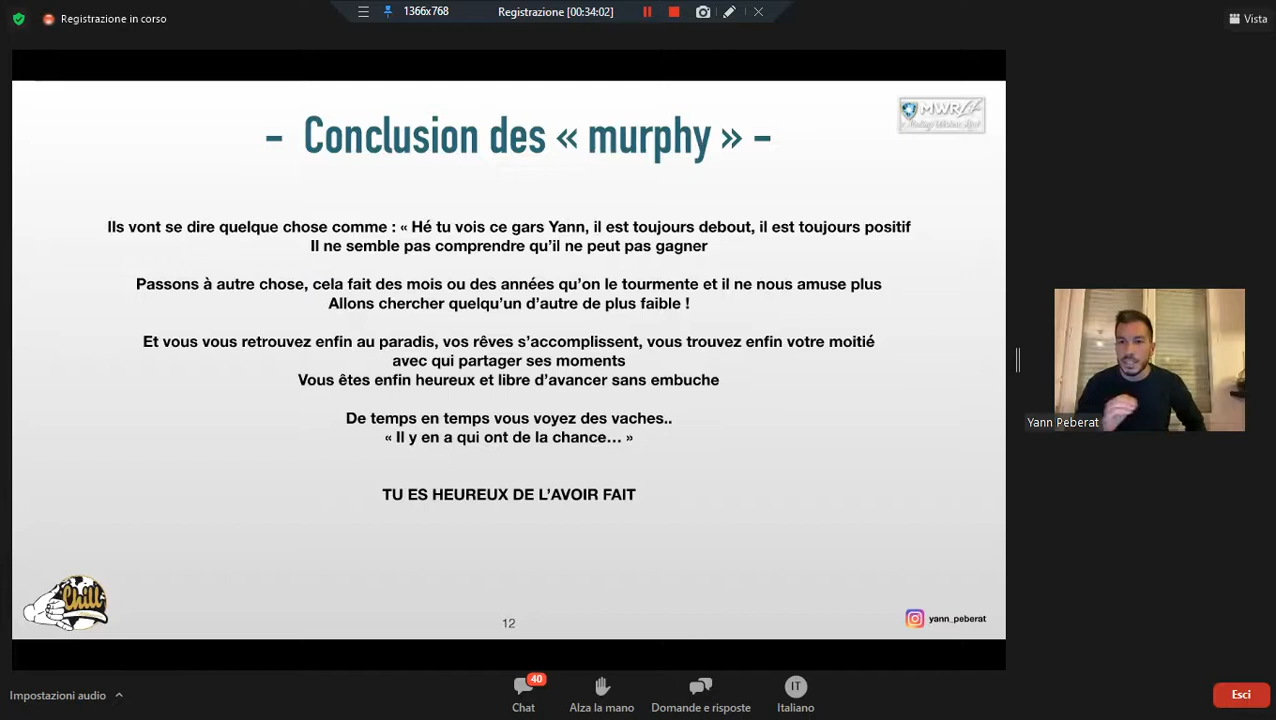 Registrazione in corso
1366x768
Registrazione [00:34:02]
Vista
- Conclusion des « murphy » -
MWRLife
Ils vont se dire quelque chose comme : « Hé tu vois ce gars Yann, il est toujours debout, il est toujours positif
Il ne semble pas comprendre qu’il ne peut pas gagner
Passons à autre chose, cela fait des mois ou des années qu’on le tourmente et il ne nous amuse plus
Allons chercher quelqu’un d’autre de plus faible !
Et vous vous retrouvez enfin au paradis, vos rêves s’accomplissent, vous trouvez enfin votre moitié
avec qui partager ses moments
Vous êtes enfin heureux et libre d’avancer sans embuche
De temps en temps vous voyez des vaches..
« Il y en a qui ont de la chance… »
TU ES HEUREUX DE L’AVOIR FAIT
Yann Peberat
Chill
12
yann_peberat
Impostazioni audio
40
Chat
Alza la mano
Domande e risposte
IT
Italiano
Esci